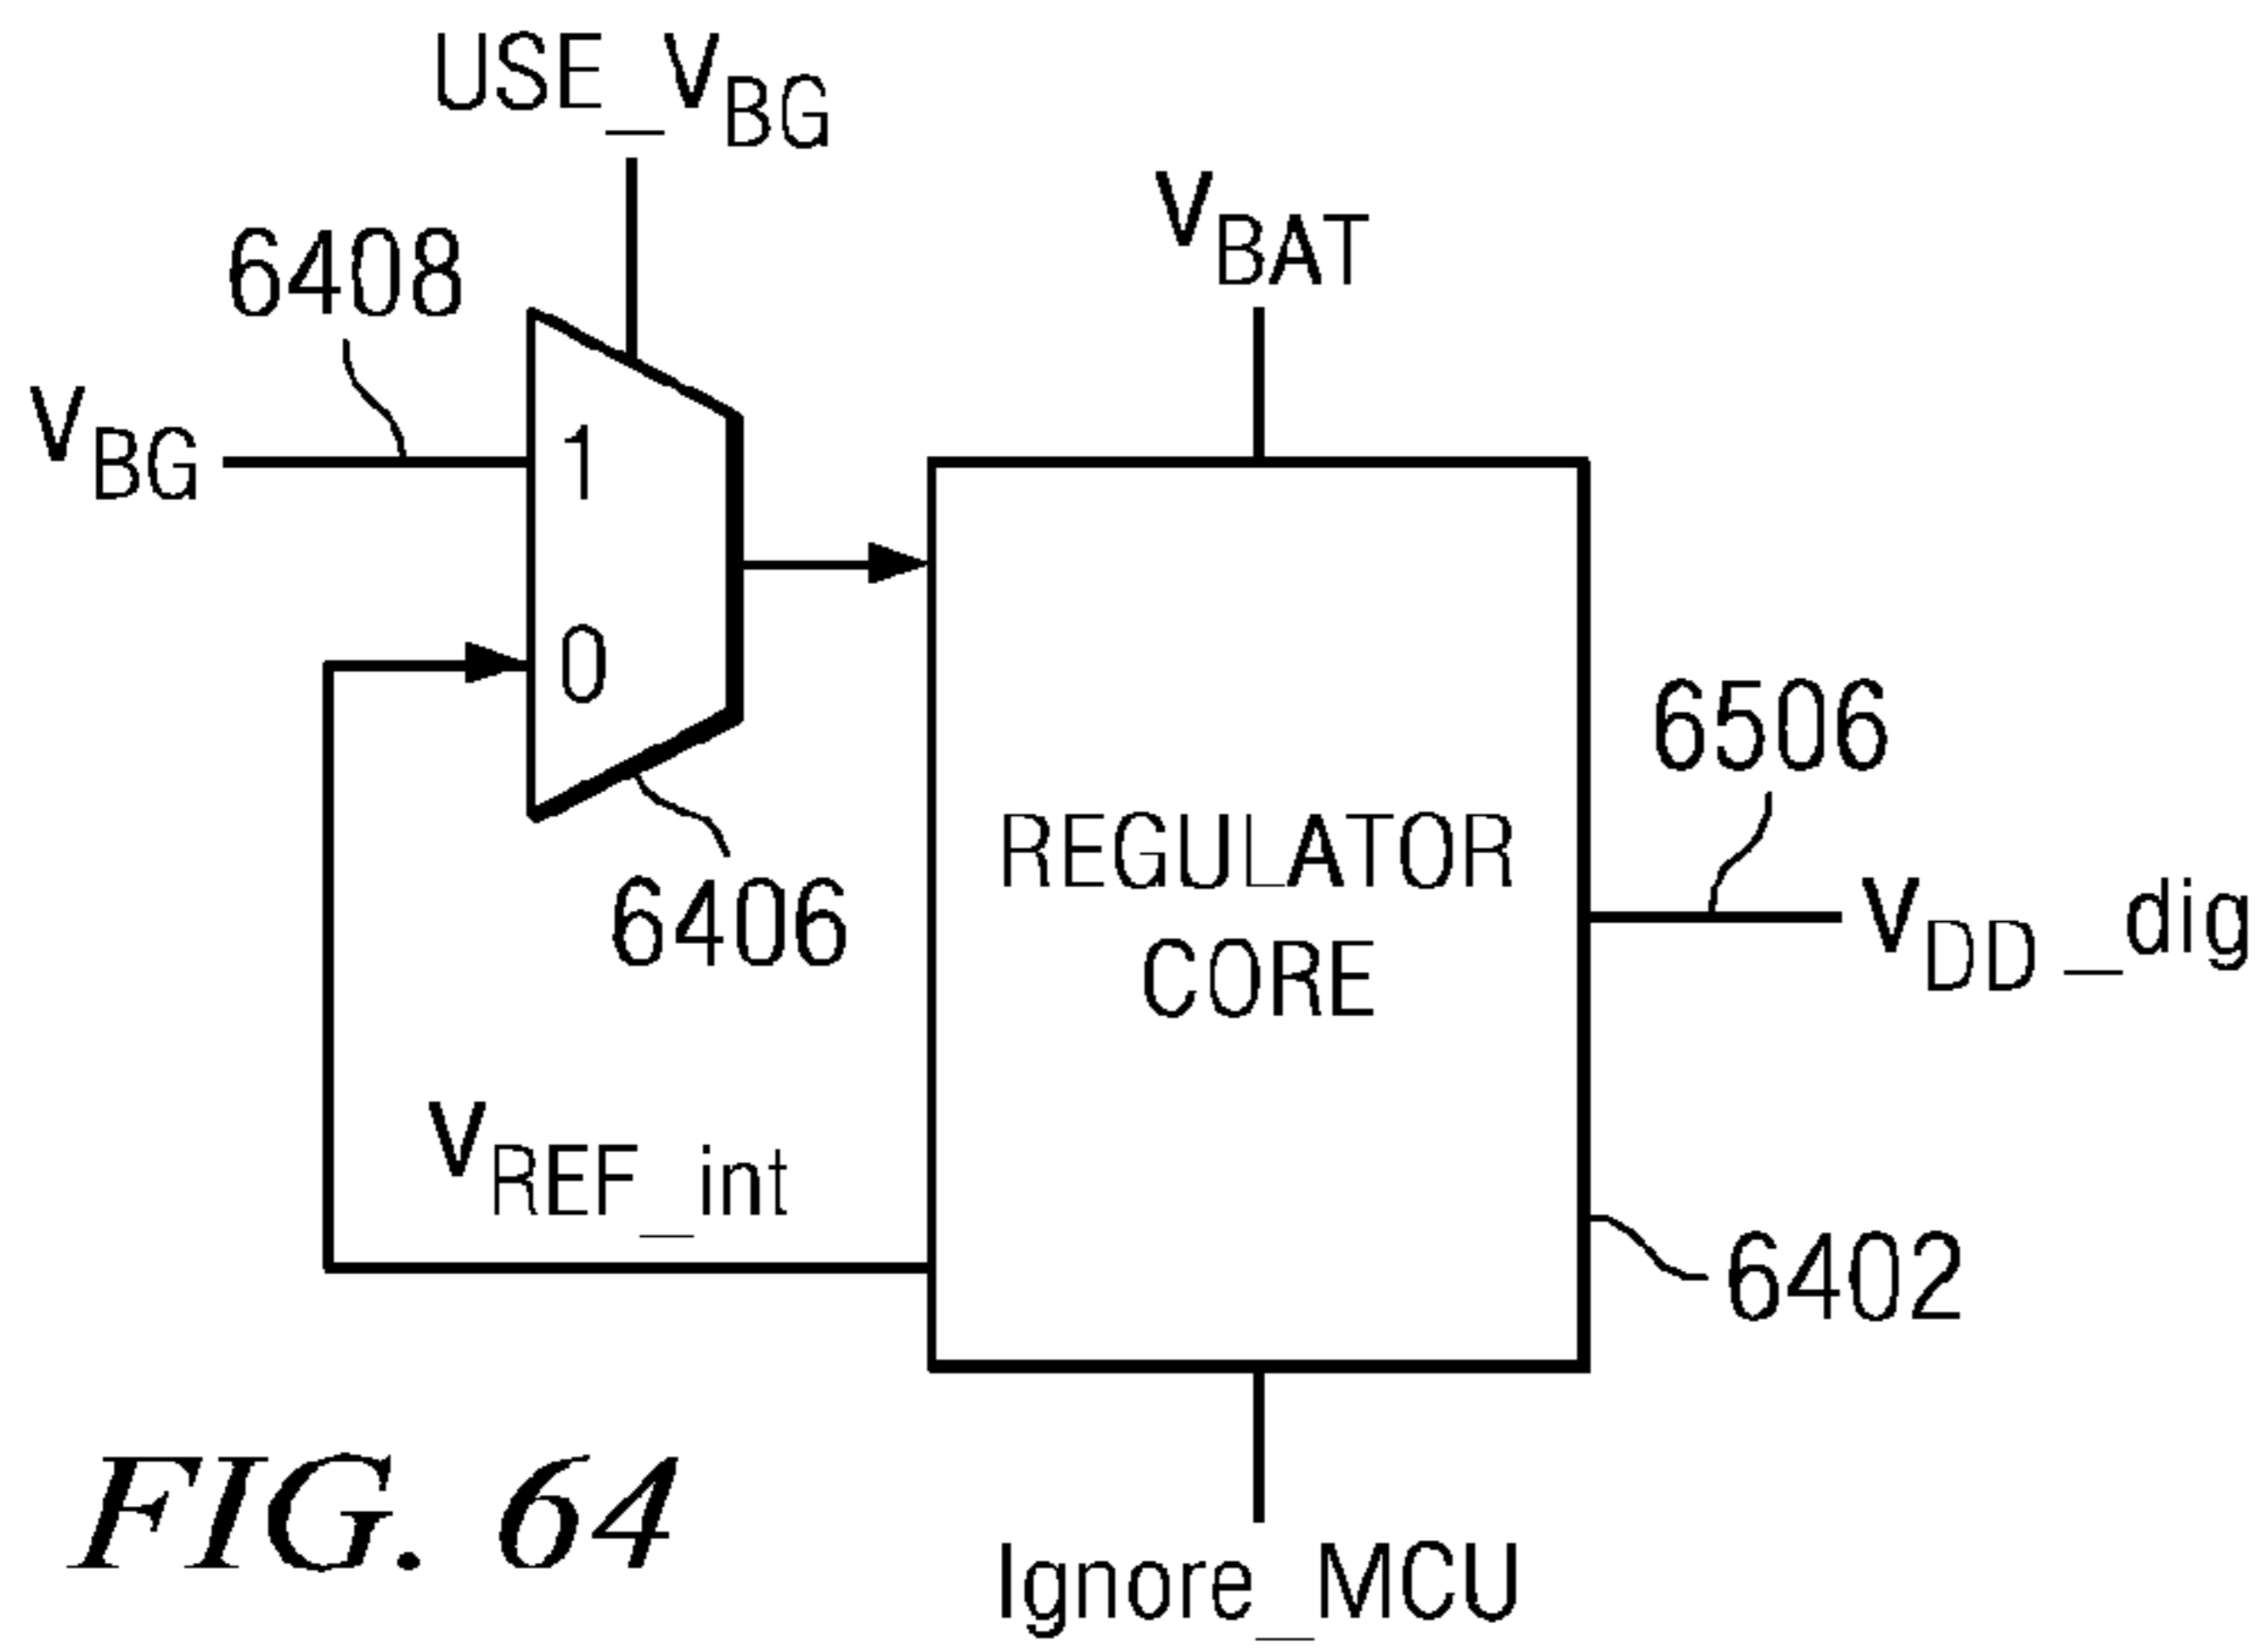 USE_VBG
6408
VBAT
VBG
1
0
6506
REGULATOR
CORE
6406
VDD_dig
VREF_int
6402
FIG. 64
Ignore_MCU